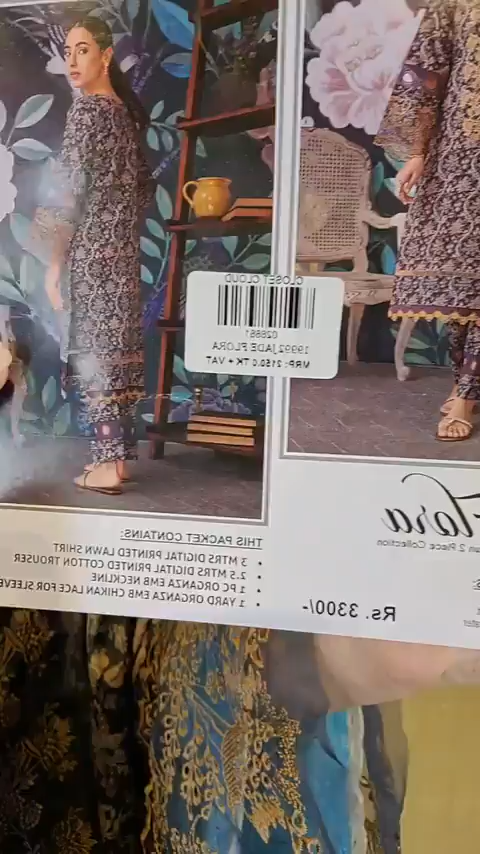 CLOSET CLOUD
028661
19992,JADE FLORA
MRP: 2150.0 TK + VAT
Flora
2 Piece Collection
THIS PACKET CONTAINS:
• 3 MTRS DIGITAL PRINTED LAWN SHIRT
• 2.5 MTRS DIGITAL PRINTED COTTON TROUSER
• 1 PC ORGANZA EMB NECKLINE
• 1 YARD ORGANZA EMB CHIKAN LACE FOR SLEEVE
Rs. 3300/-